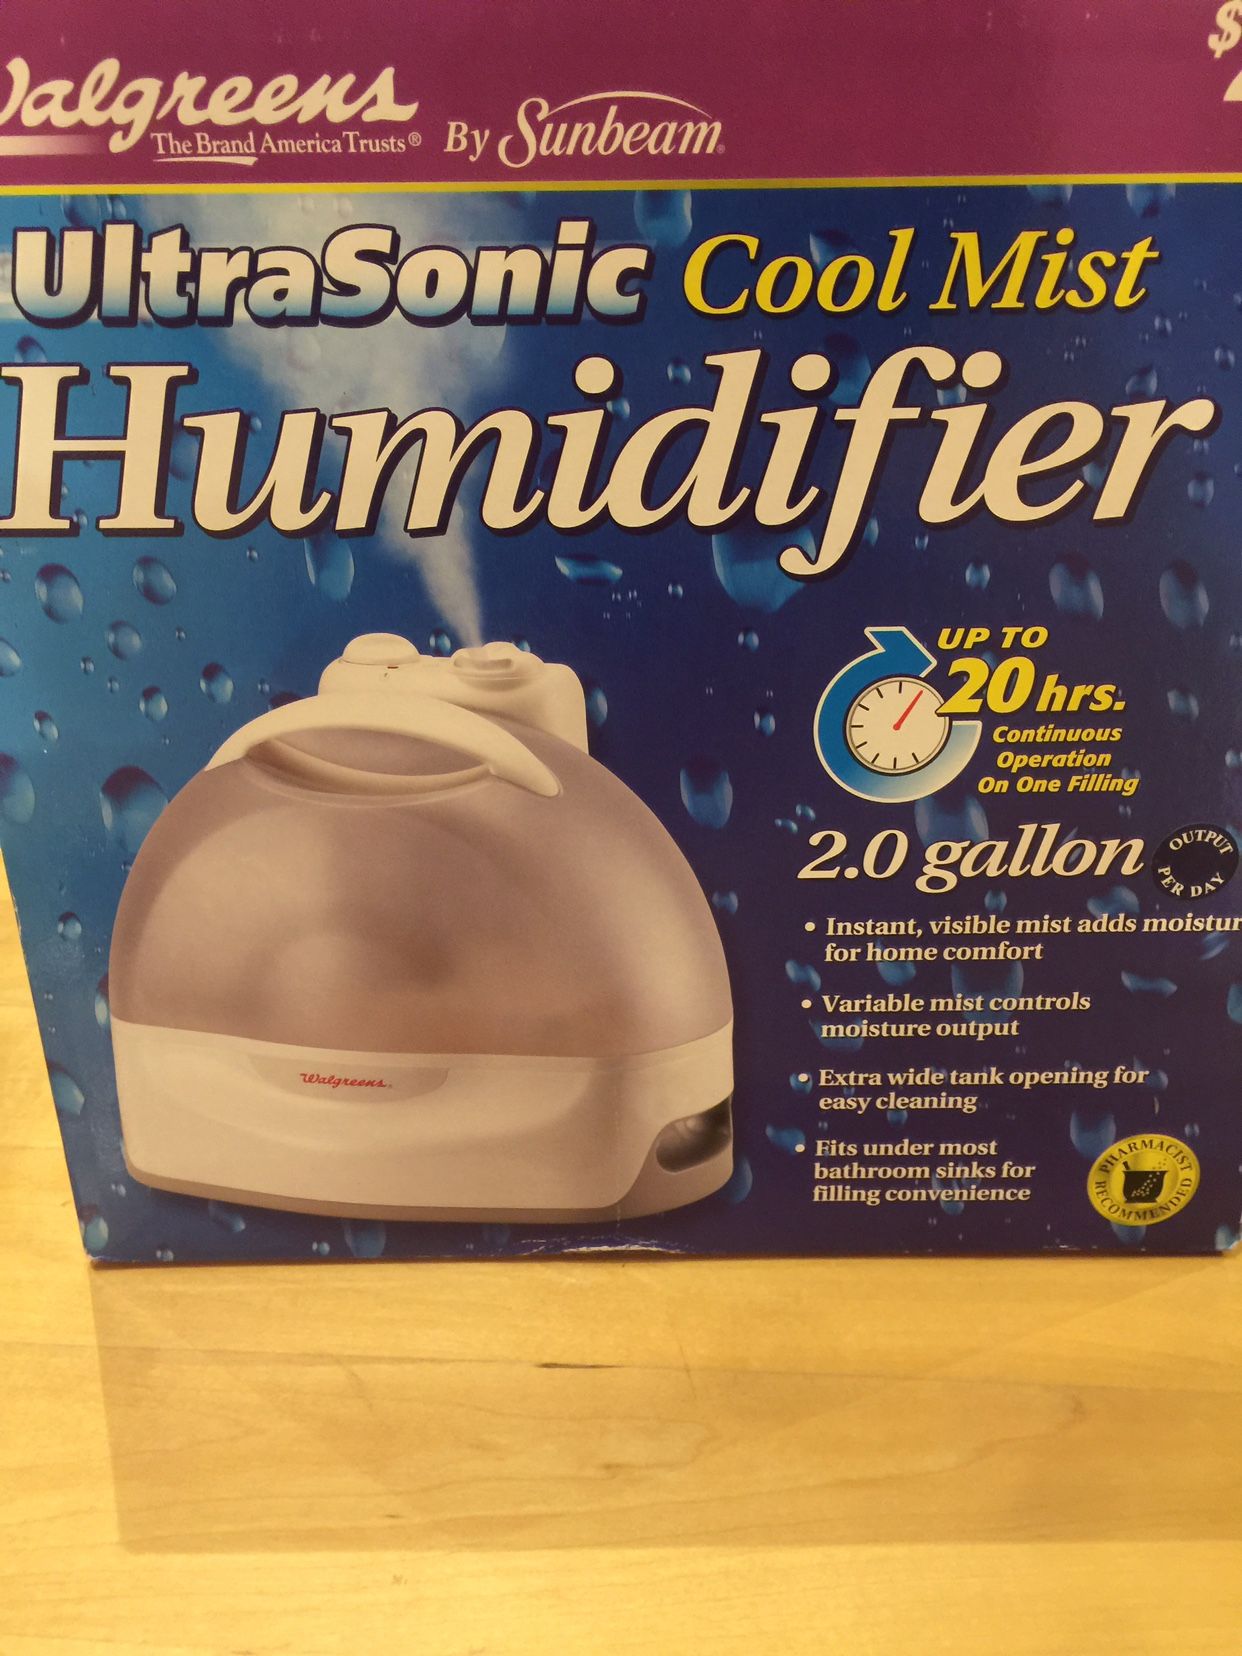 Walgreens
The Brand America Trusts®
By Sunbeam®
$
UltraSonic Cool Mist
Humidifier
UP TO
20 hrs.
Continuous
Operation
On One Filling
2.0 gallon
OUTPUT
PER DAY
• Instant, visible mist adds moistur
for home comfort
• Variable mist controls
moisture output
• Extra wide tank opening for
easy cleaning
• Fits under most
bathroom sinks for
filling convenience
PHARMACIST
RECOMMENDED
Walgreens®